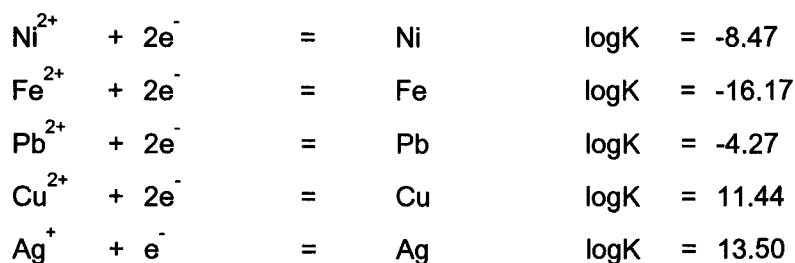 Ni²⁺ + 2e⁻ = Ni logK = -8.47
Fe²⁺ + 2e⁻ = Fe logK = -16.17
Pb²⁺ + 2e⁻ = Pb logK = -4.27
Cu²⁺ + 2e⁻ = Cu logK = 11.44
Ag⁺ + e⁻ = Ag logK = 13.50